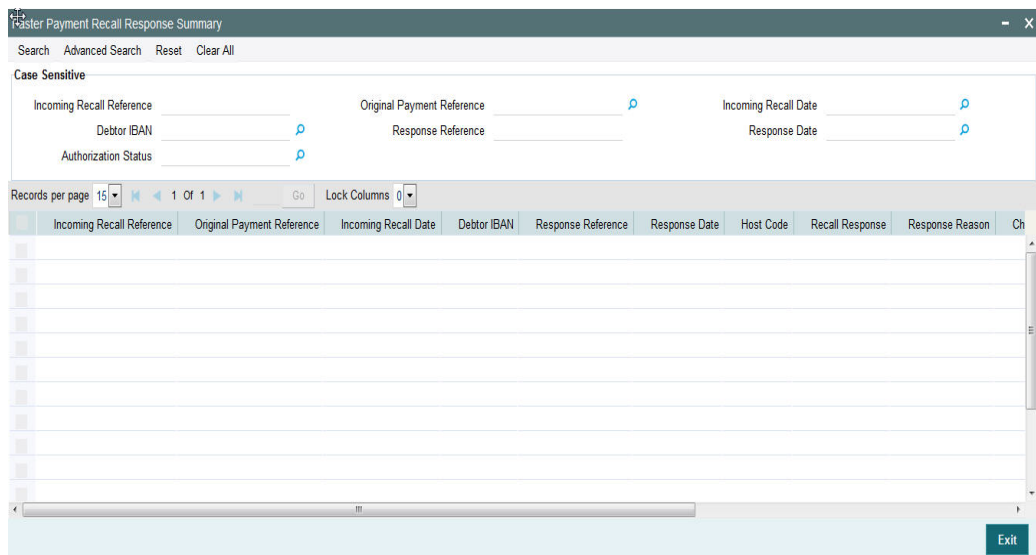 Faster Payment Recall Response Summary
Search Advanced Search Reset Clear All
Case Sensitive
Incoming Recall Reference Original Payment Reference Incoming Recall Date
Debtor IBAN Response Reference Response Date
Authorization Status
Records per page 15 1 Of 1 Go Lock Columns 0
Incoming Recall Reference Original Payment Reference Incoming Recall Date Debtor IBAN Response Reference Response Date Host Code Recall Response Response Reason Ch
Exit